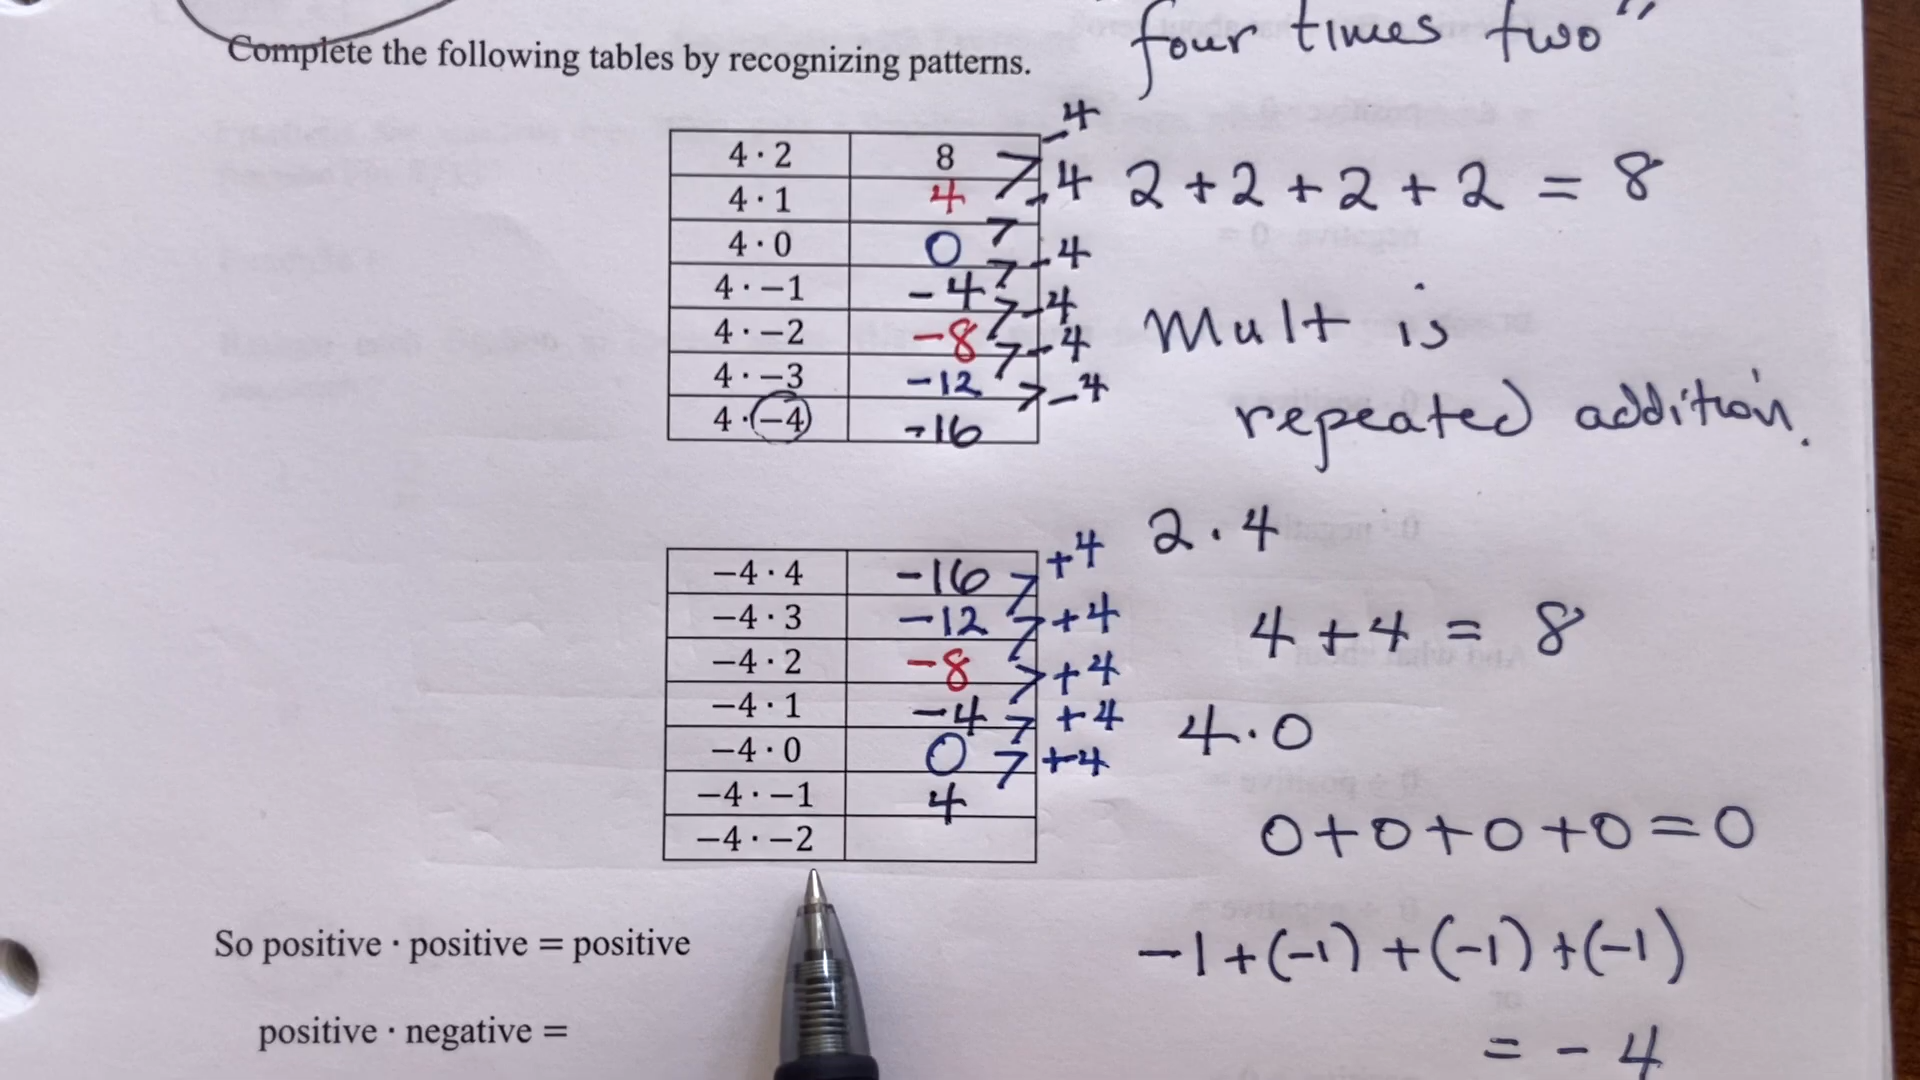 four times two"
Complete the following tables by recognizing patterns.
-4
4 · 2 8
-4 2 + 2 + 2 + 2 = 8
4 · 1 4
4 · 0 0 -4
4 · −1 -4 -4
Mult is
4 · −2 -8 -4
4 · −3 -12 -4
repeated addition.
4 · −4 -16
2 · 4
+4
−4 · 4 -16
−4 · 3 -12 +4
4 + 4 = 8
−4 · 2 -8 +4
−4 · 1 -4 +4
4 · 0
−4 · 0 0 +4
−4 · −1 4
0 + 0 + 0 + 0 = 0
−4 · −2
So positive · positive = positive
-1 + (-1) + (-1) + (-1)
positive · negative =
= - 4